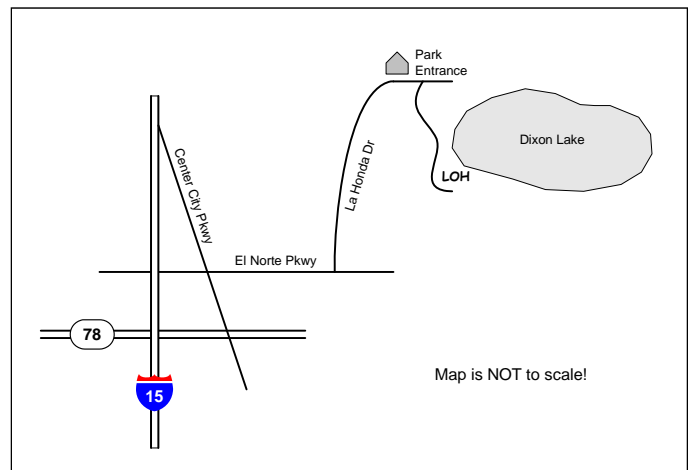 Park
Entrance
Dixon Lake
Center City Pkwy
La Honda Dr
LOH
El Norte Pkwy
78
Map is NOT to scale!
15